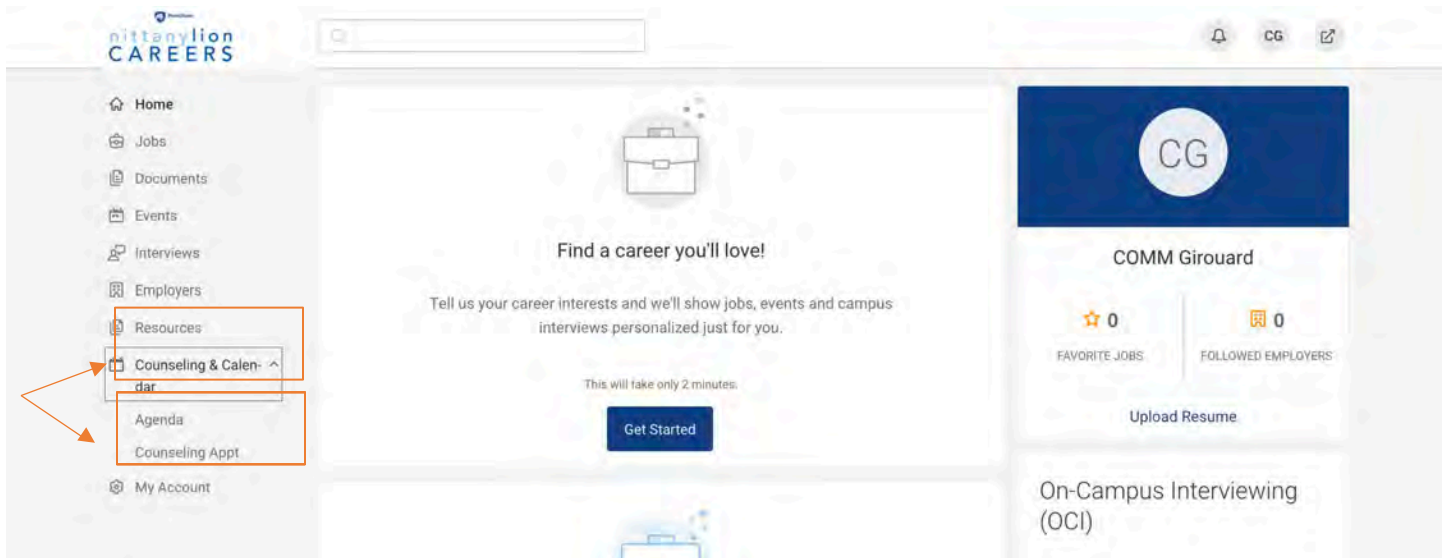 PennState
nittanylion
CAREERS
CG
Home
Jobs
Documents
Events
Interviews
Employers
Resources
Counseling & Calen-
dar
Agenda
Counseling Appt
My Account
Find a career you'll love!
Tell us your career interests and we'll show jobs, events and campus
interviews personalized just for you.
This will take only 2 minutes.
Get Started
CG
COMM Girouard
0
FAVORITE JOBS
0
FOLLOWED EMPLOYERS
Upload Resume
On-Campus Interviewing
(OCI)